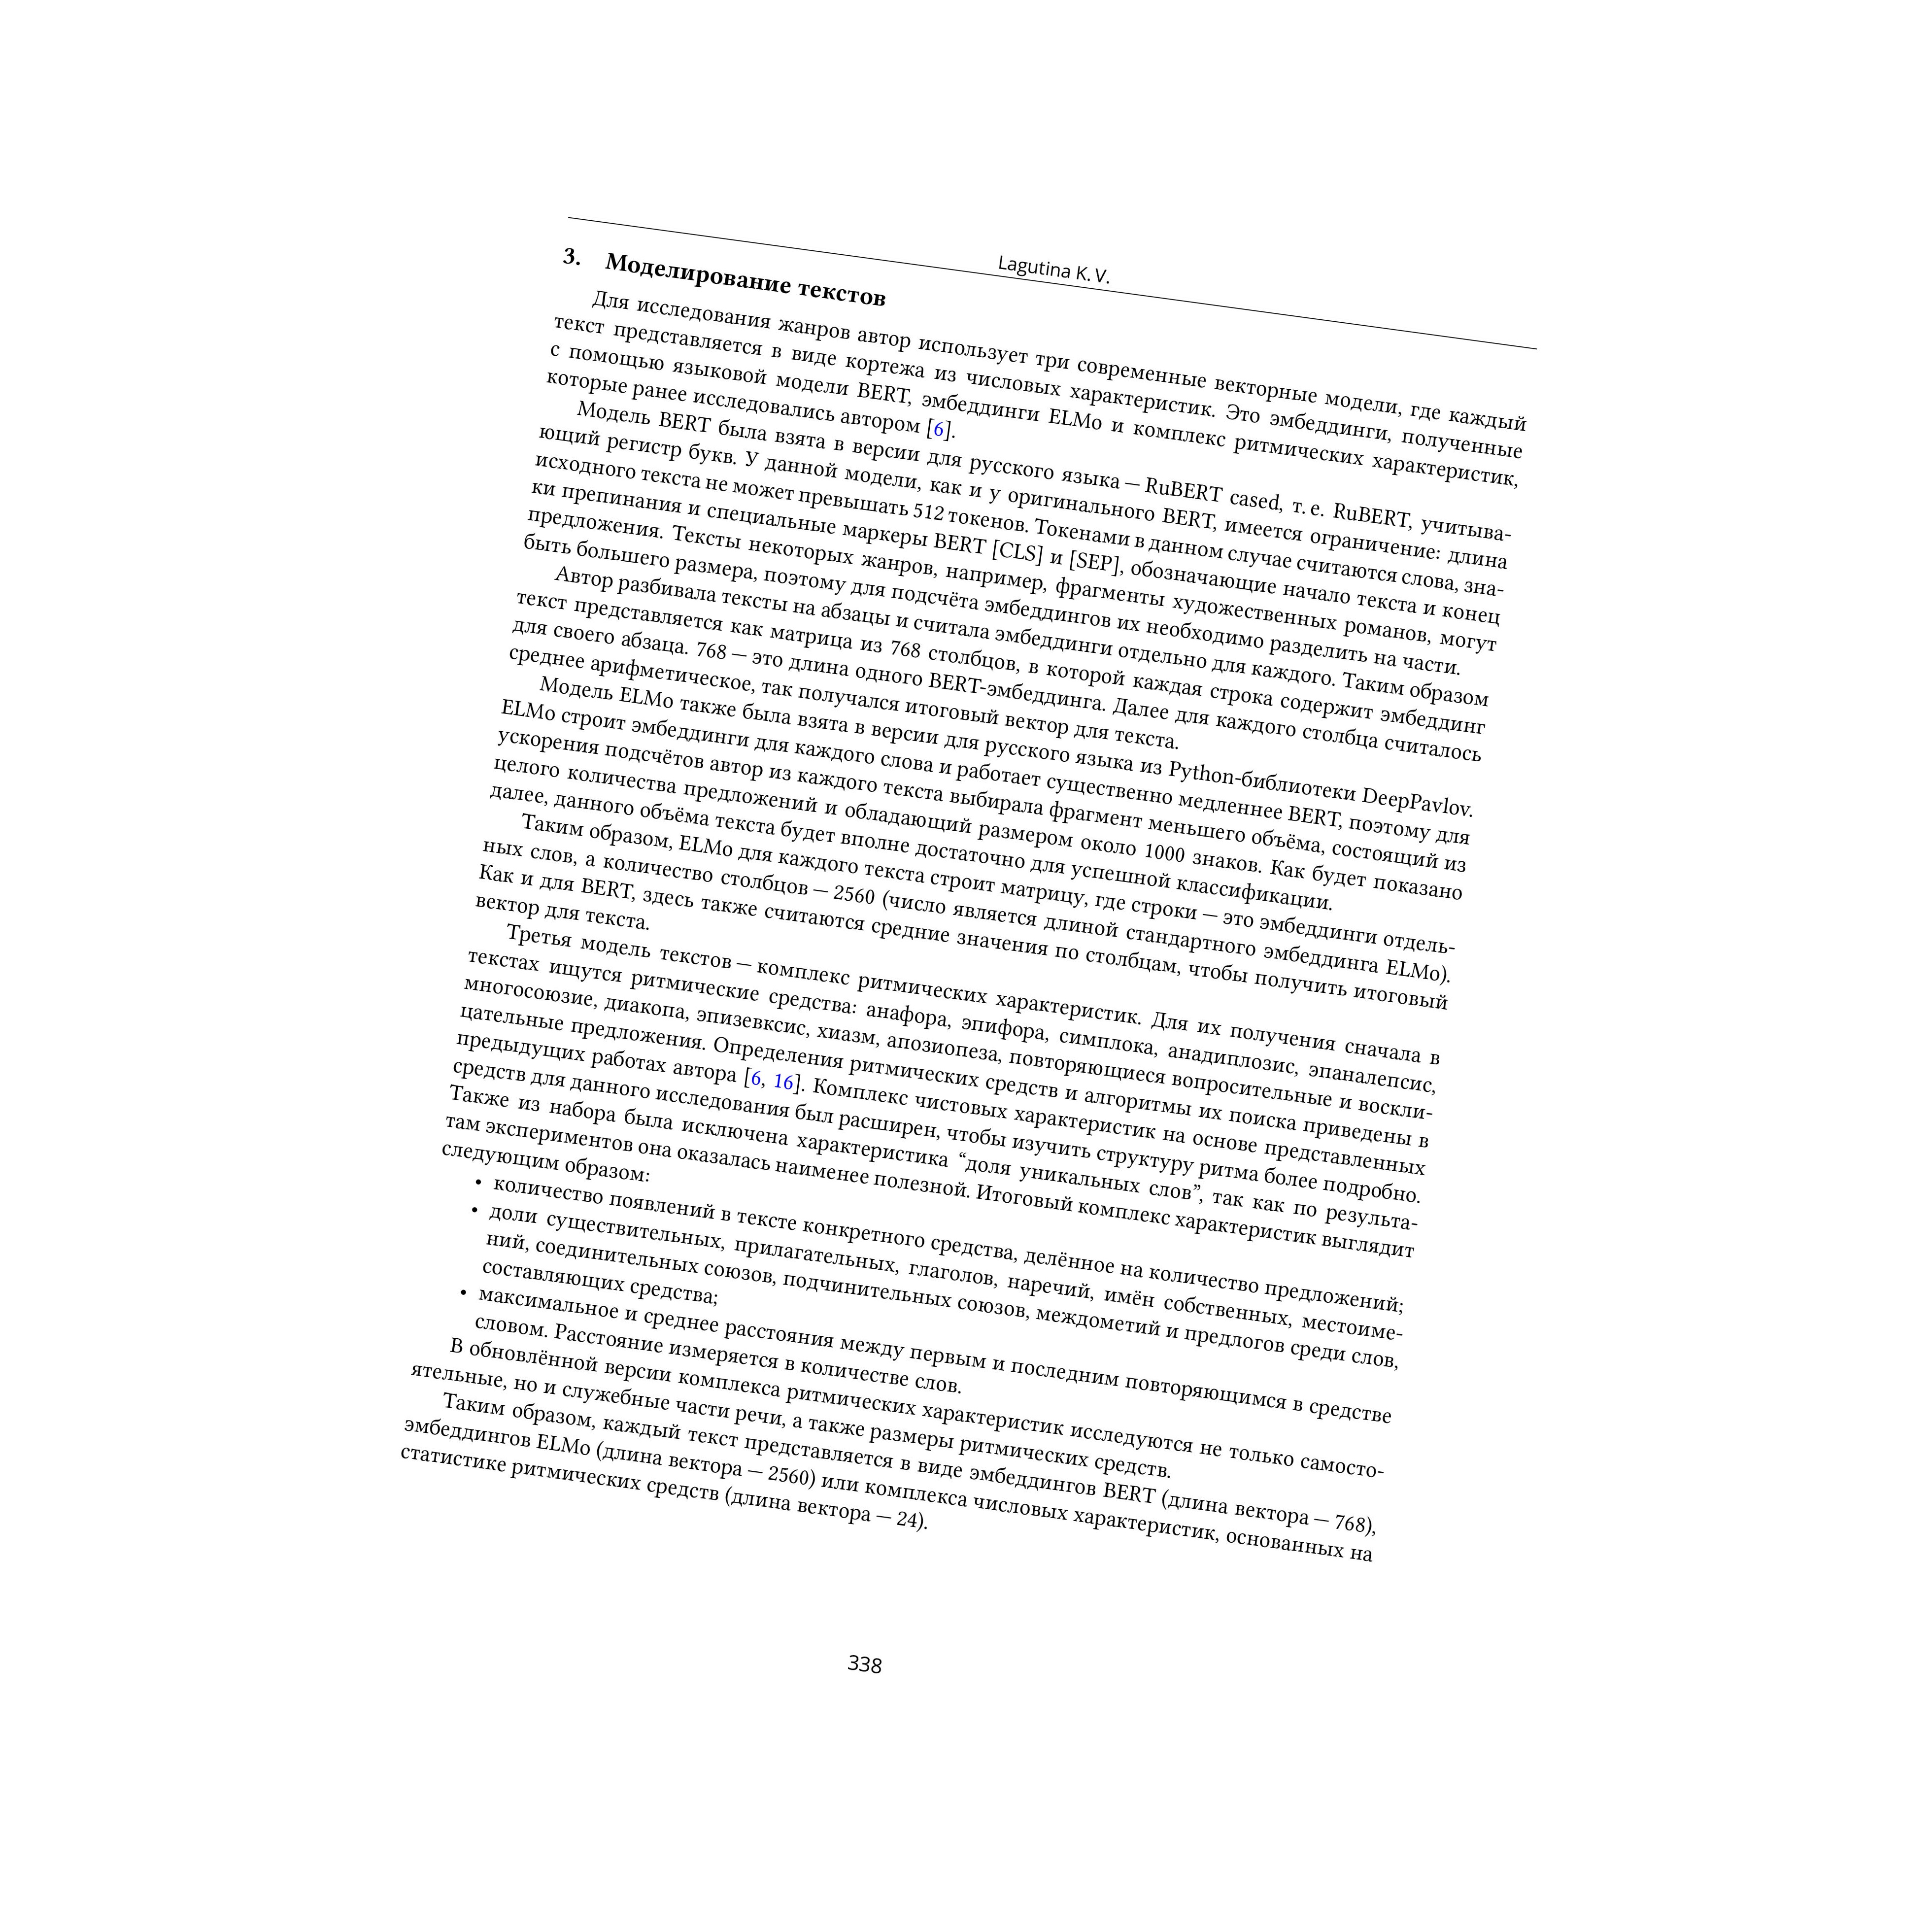 Lagutina K. V.
3. Моделирование текстов
Для исследования жанров автор использует три современные векторные модели, где каждый
текст представляется в виде кортежа из числовых характеристик. Это эмбеддинги, полученные
с помощью языковой модели BERT, эмбеддинги ELMo и комплекс ритмических характеристик,
которые ранее исследовались автором [6].
Модель BERT была взята в версии для русского языка — RuBERT cased, т. е. RuBERT, учитыва-
ющий регистр букв. У данной модели, как и у оригинального BERT, имеется ограничение: длина
исходного текста не может превышать 512 токенов. Токенами в данном случае считаются слова, зна-
ки препинания и специальные маркеры BERT [CLS] и [SEP], обозначающие начало текста и конец
предложения. Тексты некоторых жанров, например, фрагменты художественных романов, могут
быть большего размера, поэтому для подсчёта эмбеддингов их необходимо разделить на части.
Автор разбивала тексты на абзацы и считала эмбеддинги отдельно для каждого. Таким образом
текст представляется как матрица из 768 столбцов, в которой каждая строка содержит эмбеддинг
для своего абзаца. 768 — это длина одного BERT-эмбеддинга. Далее для каждого столбца считалось
среднее арифметическое, так получался итоговый вектор для текста.
Модель ELMo также была взята в версии для русского языка из Python-библиотеки DeepPavlov.
ELMo строит эмбеддинги для каждого слова и работает существенно медленнее BERT, поэтому для
ускорения подсчётов автор из каждого текста выбирала фрагмент меньшего объёма, состоящий из
целого количества предложений и обладающий размером около 1000 знаков. Как будет показано
далее, данного объёма текста будет вполне достаточно для успешной классификации.
Таким образом, ELMo для каждого текста строит матрицу, где строки — это эмбеддинги отдель-
ных слов, а количество столбцов — 2560 (число является длиной стандартного эмбеддинга ELMo).
Как и для BERT, здесь также считаются средние значения по столбцам, чтобы получить итоговый
вектор для текста.
Третья модель текстов — комплекс ритмических характеристик. Для их получения сначала в
текстах ищутся ритмические средства: анафора, эпифора, симплока, анадиплозис, эпаналепсис,
многосоюзие, диакопа, эпизевксис, хиазм, апозиопеза, повторяющиеся вопросительные и воскли-
цательные предложения. Определения ритмических средств и алгоритмы их поиска приведены в
предыдущих работах автора [6, 16]. Комплекс чистовых характеристик на основе представленных
средств для данного исследования был расширен, чтобы изучить структуру ритма более подробно.
Также из набора была исключена характеристика “доля уникальных слов”, так как по результа-
там экспериментов она оказалась наименее полезной. Итоговый комплекс характеристик выглядит
следующим образом:
• количество появлений в тексте конкретного средства, делённое на количество предложений;
• доли существительных, прилагательных, глаголов, наречий, имён собственных, местоиме-
ний, соединительных союзов, подчинительных союзов, междометий и предлогов среди слов,
составляющих средства;
• максимальное и среднее расстояния между первым и последним повторяющимся в средстве
словом. Расстояние измеряется в количестве слов.
В обновлённой версии комплекса ритмических характеристик исследуются не только самосто-
ятельные, но и служебные части речи, а также размеры ритмических средств.
Таким образом, каждый текст представляется в виде эмбеддингов BERT (длина вектора — 768),
эмбеддингов ELMo (длина вектора — 2560) или комплекса числовых характеристик, основанных на
статистике ритмических средств (длина вектора — 24).
338